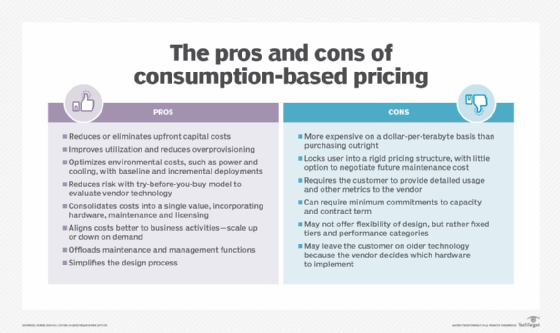 The pros and cons of
consumption-based pricing
PROS
Reduces or eliminates upfront capital costs
Improves utilization and reduces overprovisioning
Optimizes environmental costs, such as power and
cooling, with baseline and incremental deployments
Reduces risk with try-before-you-buy model to
evaluate vendor technology
Consolidates costs into a single value, incorporating
hardware, maintenance and licensing
Aligns costs better to business activities—scale up
or down on demand
Offloads maintenance and management functions
Simplifies the design process
CONS
More expensive on a dollar-per-terabyte basis than
purchasing outright
Locks user into a rigid pricing structure, with little
option to negotiate future maintenance cost
Requires the customer to provide detailed usage
and other metrics to the vendor
Can require minimum commitments to capacity
and contract term
May not offer flexibility of design, but rather fixed
tiers and performance categories
May leave the customer on older technology
because the vendor decides which hardware
to implement
TechTarget